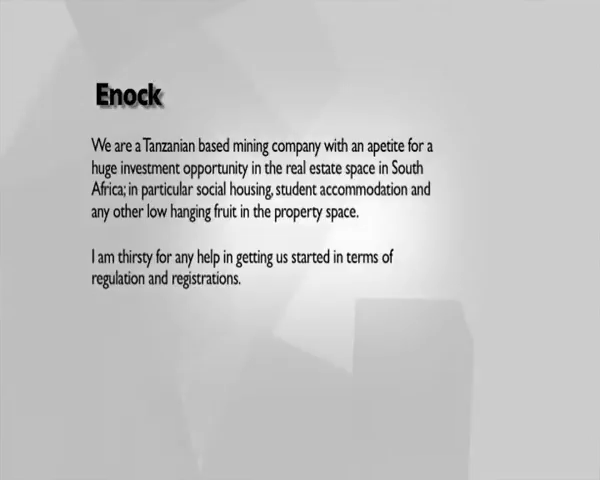 Enock
We are a Tanzanian based mining company with an apetite for a
huge investment opportunity in the real estate space in South
Africa; in particular social housing, student accommodation and
any other low hanging fruit in the property space.
I am thirsty for any help in getting us started in terms of
regulation and registrations.